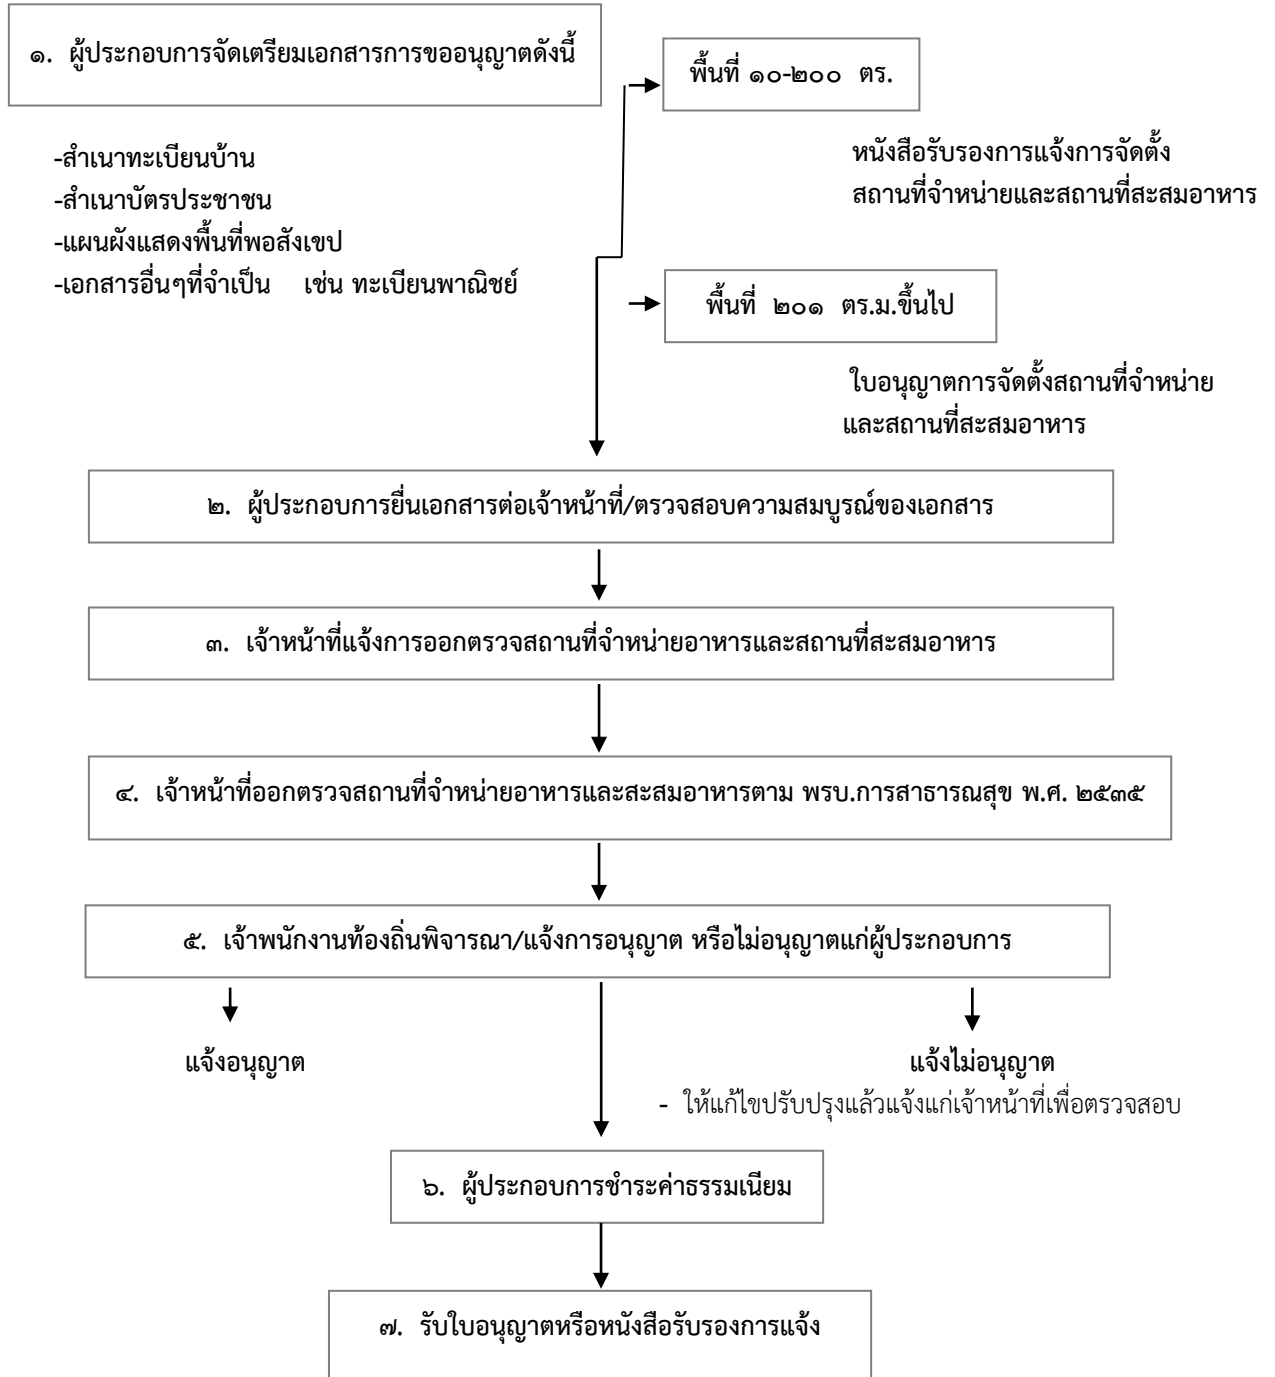 ๑. ผู้ประกอบการจัดเตรียมเอกสารการขออนุญาตดังนี้
-สำเนาทะเบียนบ้าน
-สำเนาบัตรประชาชน
-แผนผังแสดงพื้นที่พอสังเขป
-เอกสารอื่นๆที่จำเป็น เช่น ทะเบียนพาณิชย์
พื้นที่ ๑๐-๒๐๐ ตร.
หนังสือรับรองการแจ้งการจัดตั้ง
สถานที่จำหน่ายและสถานที่สะสมอาหาร
พื้นที่ ๒๐๑ ตร.ม.ขึ้นไป
ใบอนุญาตการจัดตั้งสถานที่จำหน่าย
และสถานที่สะสมอาหาร
๒. ผู้ประกอบการยื่นเอกสารต่อเจ้าหน้าที่/ตรวจสอบความสมบูรณ์ของเอกสาร
๓. เจ้าหน้าที่แจ้งการออกตรวจสถานที่จำหน่ายอาหารและสถานที่สะสมอาหาร
๔. เจ้าหน้าที่ออกตรวจสถานที่จำหน่ายอาหารและสะสมอาหารตาม พรบ.การสาธารณสุข พ.ศ. ๒๕๓๕
๕. เจ้าพนักงานท้องถิ่นพิจารณา/แจ้งการอนุญาต หรือไม่อนุญาตแก่ผู้ประกอบการ
แจ้งอนุญาต
แจ้งไม่อนุญาต
- ให้แก้ไขปรับปรุงแล้วแจ้งแก่เจ้าหน้าที่เพื่อตรวจสอบ
๖. ผู้ประกอบการชำระค่าธรรมเนียม
๗. รับใบอนุญาตหรือหนังสือรับรองการแจ้ง